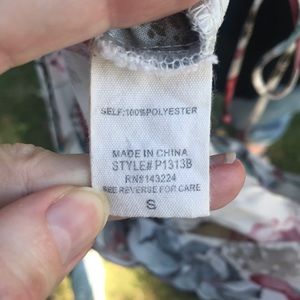 SELF: 100% POLYESTER
MADE IN CHINA
STYLE# P1313B
RN# 143224
SEE REVERSE FOR CARE
S